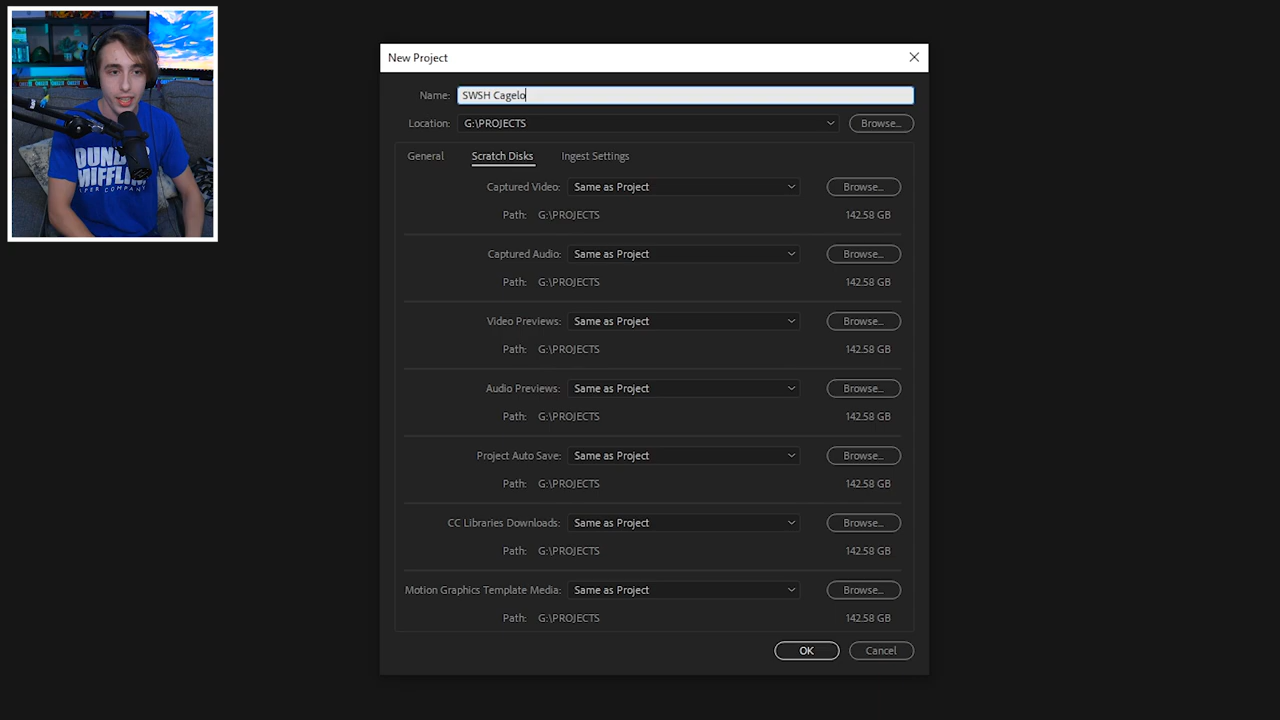 New Project
Name: SWSH Cagelo
Location: G:\PROJECTS Browse...
General Scratch Disks Ingest Settings
Captured Video: Same as Project Browse...
Path: G:\PROJECTS 142.58 GB
Captured Audio: Same as Project Browse...
Path: G:\PROJECTS 142.58 GB
Video Previews: Same as Project Browse...
Path: G:\PROJECTS 142.58 GB
Audio Previews: Same as Project Browse...
Path: G:\PROJECTS 142.58 GB
Project Auto Save: Same as Project Browse...
Path: G:\PROJECTS 142.58 GB
CC Libraries Downloads: Same as Project Browse...
Path: G:\PROJECTS 142.58 GB
Motion Graphics Template Media: Same as Project Browse...
Path: G:\PROJECTS 142.58 GB
OK Cancel